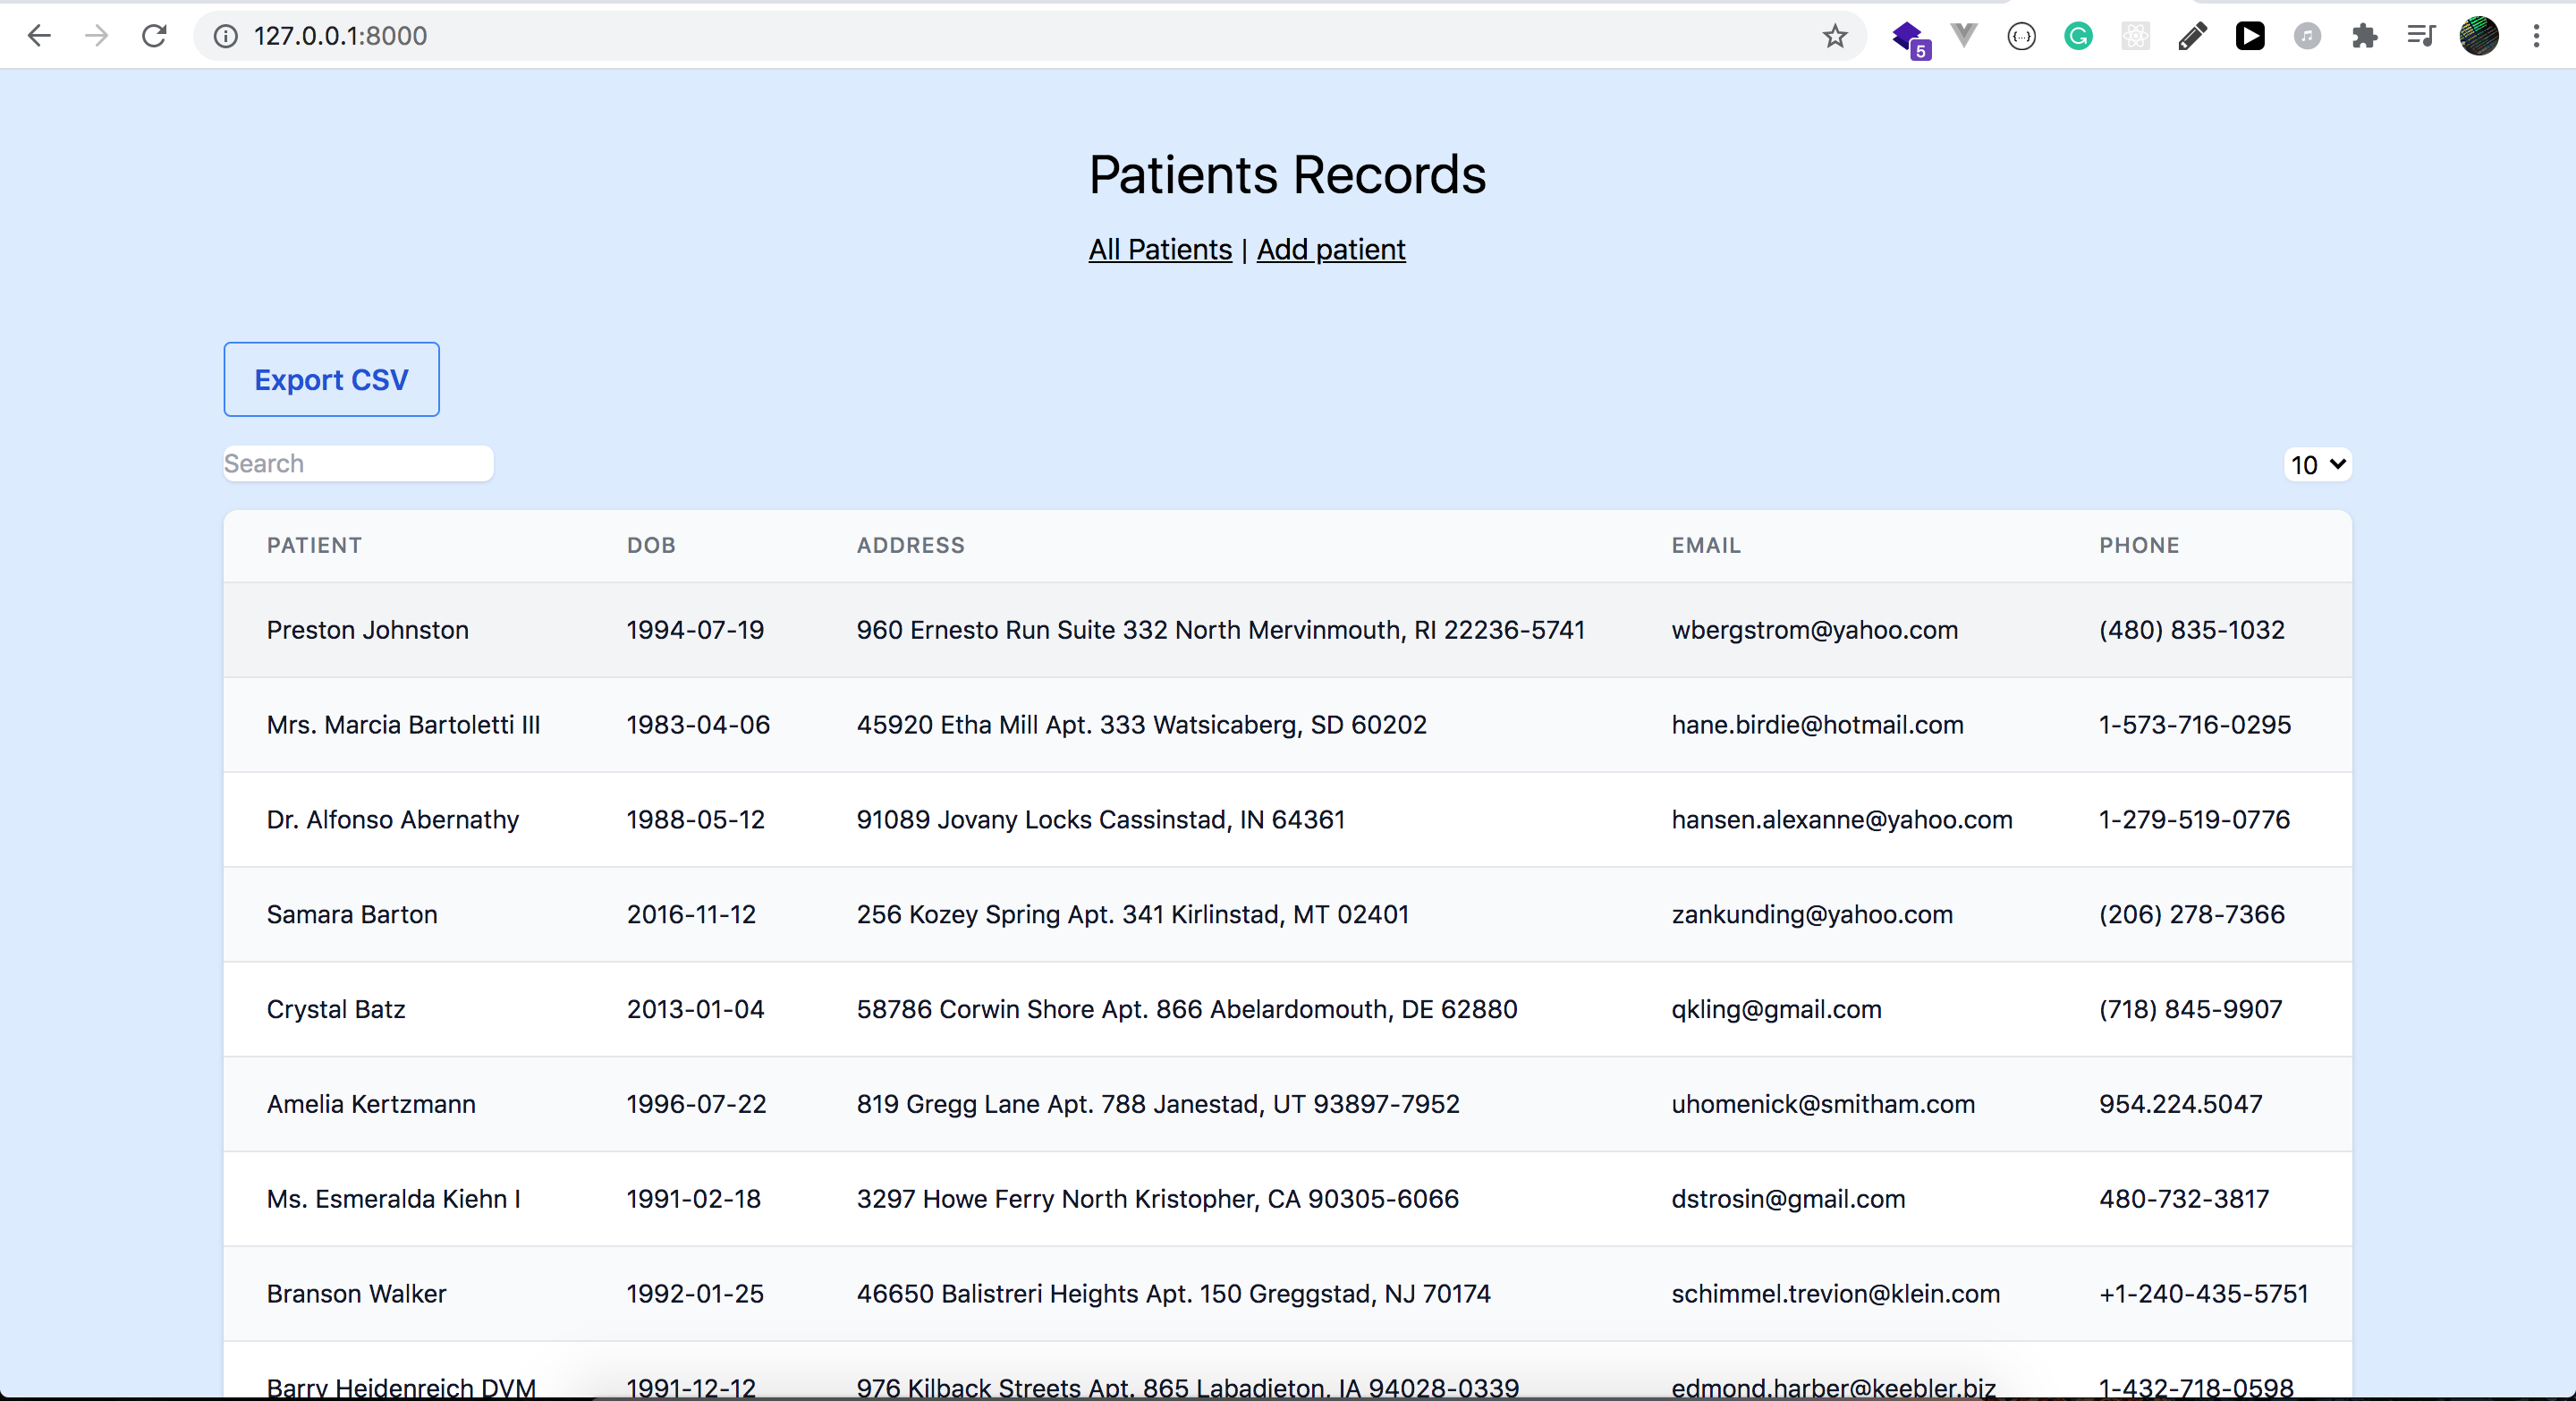 127.0.0.1:8000
5
Patients Records
All Patients | Add patient
Export CSV
Search
10
PATIENT DOB ADDRESS EMAIL PHONE
Preston Johnston 1994-07-19 960 Ernesto Run Suite 332 North Mervinmouth, RI 22236-5741 wbergstrom@yahoo.com (480) 835-1032
Mrs. Marcia Bartoletti III 1983-04-06 45920 Etha Mill Apt. 333 Watsicaberg, SD 60202 hane.birdie@hotmail.com 1-573-716-0295
Dr. Alfonso Abernathy 1988-05-12 91089 Jovany Locks Cassinstad, IN 64361 hansen.alexanne@yahoo.com 1-279-519-0776
Samara Barton 2016-11-12 256 Kozey Spring Apt. 341 Kirlinstad, MT 02401 zankunding@yahoo.com (206) 278-7366
Crystal Batz 2013-01-04 58786 Corwin Shore Apt. 866 Abelardomouth, DE 62880 qkling@gmail.com (718) 845-9907
Amelia Kertzmann 1996-07-22 819 Gregg Lane Apt. 788 Janestad, UT 93897-7952 uhomenick@smitham.com 954.224.5047
Ms. Esmeralda Kiehn I 1991-02-18 3297 Howe Ferry North Kristopher, CA 90305-6066 dstrosin@gmail.com 480-732-3817
Branson Walker 1992-01-25 46650 Balistreri Heights Apt. 150 Greggstad, NJ 70174 schimmel.trevion@klein.com +1-240-435-5751
Barry Heidenreich DVM 1991-12-12 976 Kilback Streets Apt. 865 Labadieton, IA 94028-0339 edmond.harber@keebler.biz 1-432-718-0598